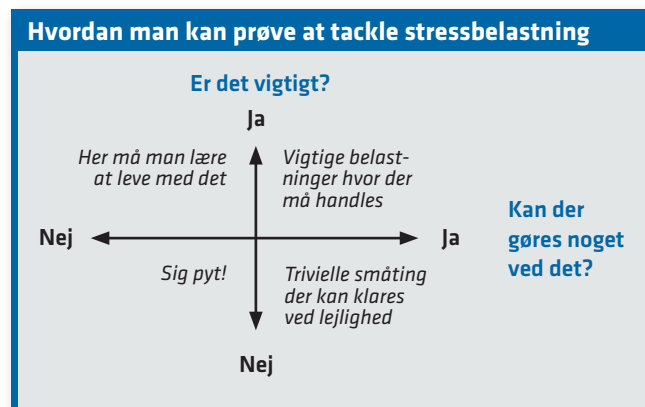 Hvordan man kan prøve at tackle stressbelastning
Er det vigtigt?
Ja
Her må man lære
at leve med det
Vigtige belast-
ninger hvor der
må handles
Nej
Ja
Kan der
gøres noget
ved det?
Sig pyt!
Trivielle småting
der kan klares
ved lejlighed
Nej